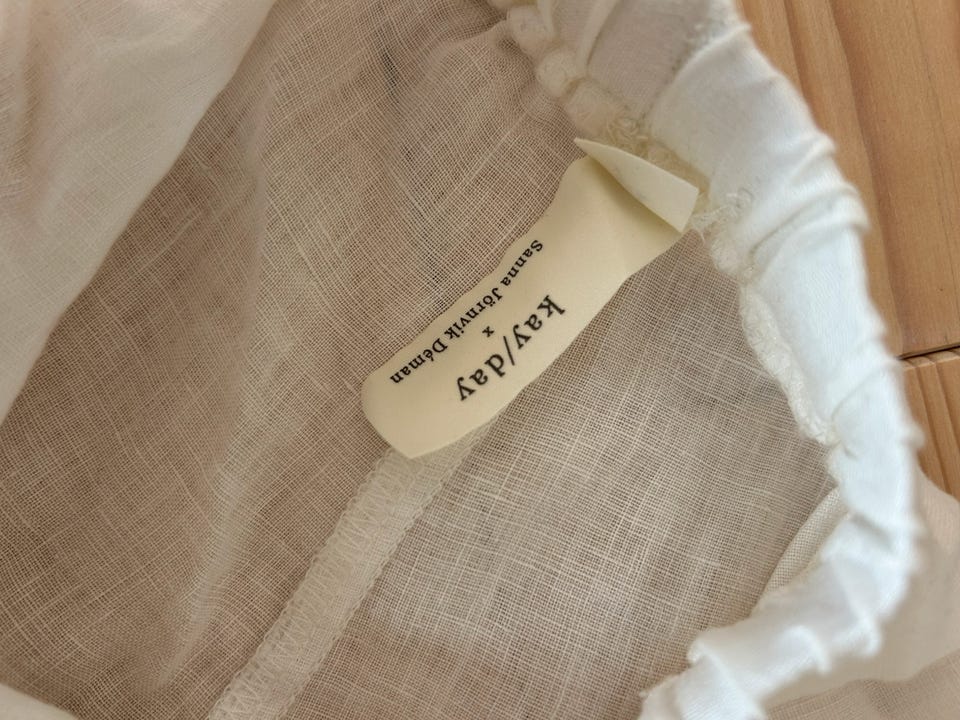 kay/day
x
Sanna Jörnvik Déman